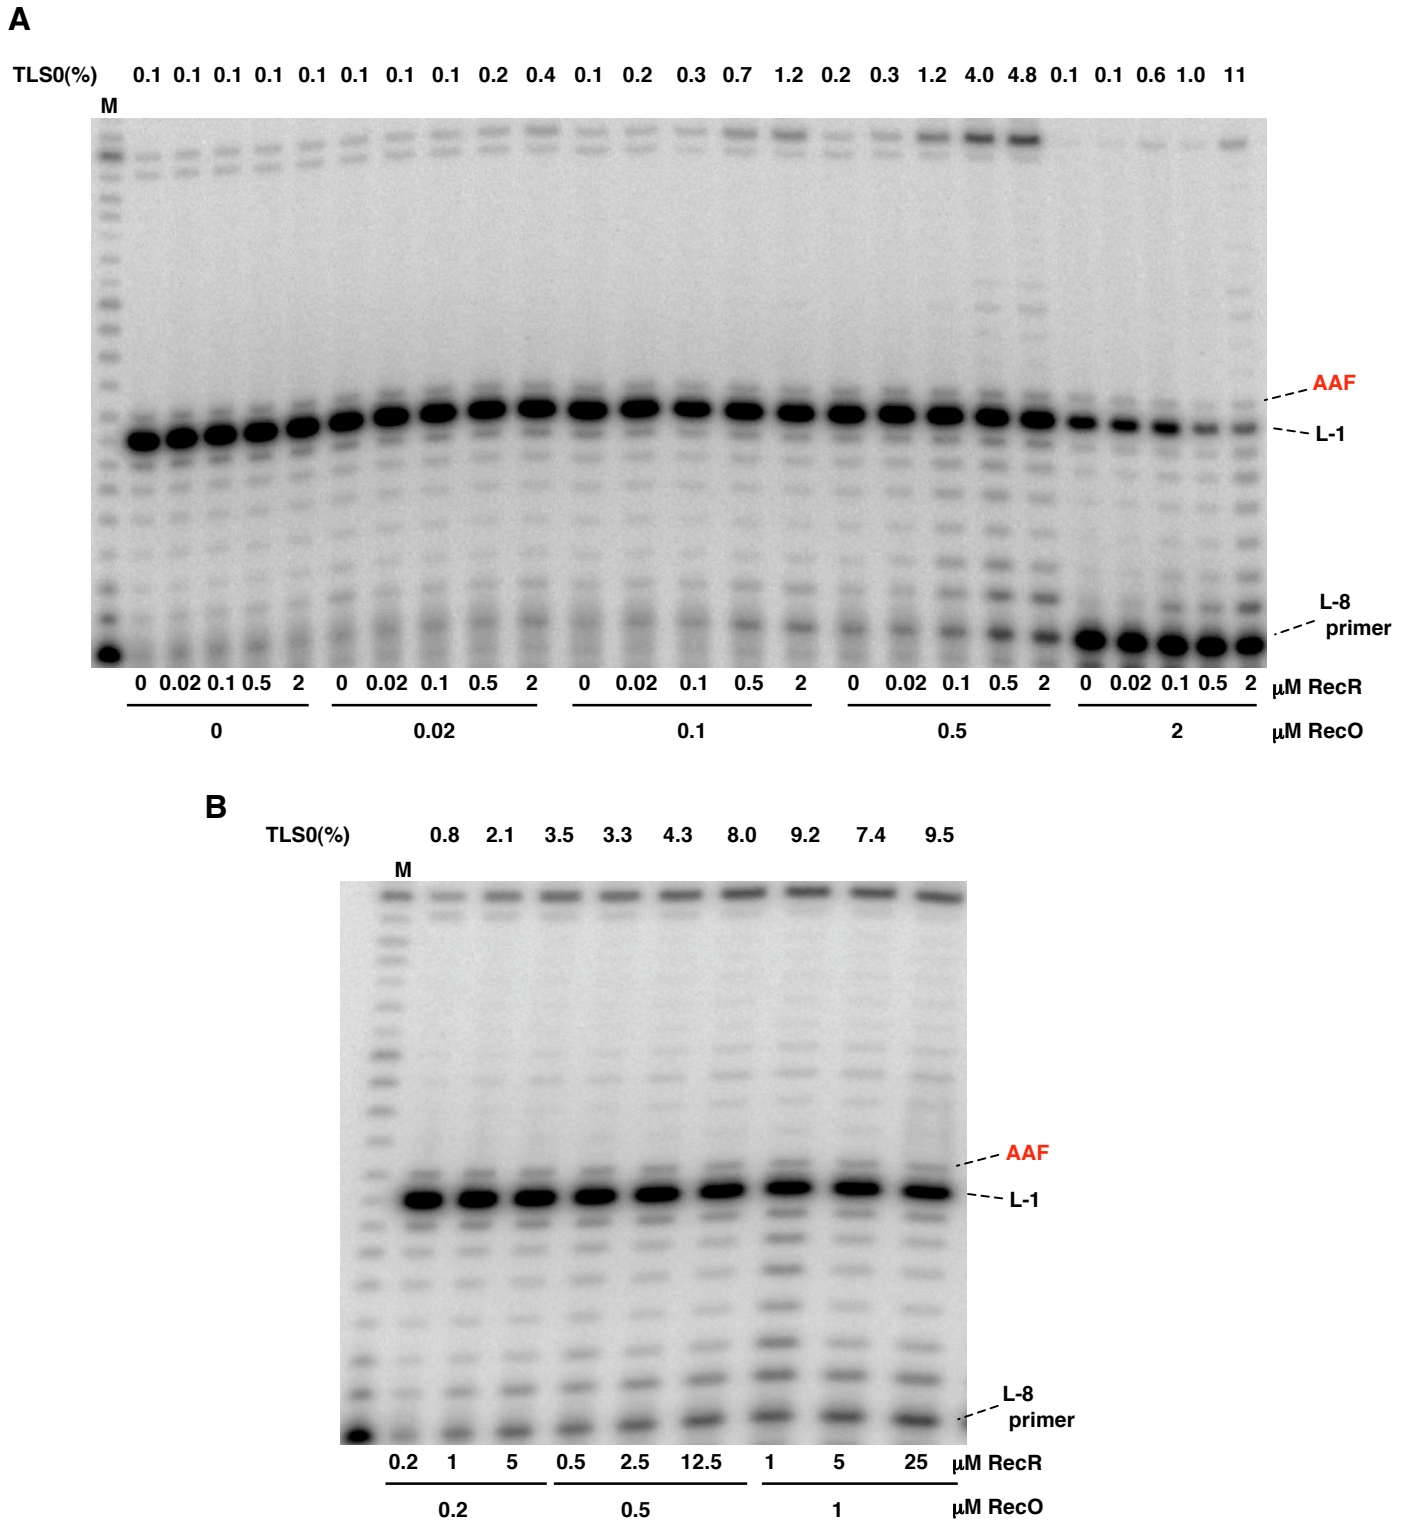 A
TLS0(%) 0.1 0.1 0.1 0.1 0.1 0.1 0.1 0.1 0.2 0.4 0.1 0.2 0.3 0.7 1.2 0.2 0.3 1.2 4.0 4.8 0.1 0.1 0.6 1.0 11
M
AAF
L-1
L-8
primer
0 0.02 0.1 0.5 2 0 0.02 0.1 0.5 2 0 0.02 0.1 0.5 2 0 0.02 0.1 0.5 2 0 0.02 0.1 0.5 2 μM RecR
0 0.02 0.1 0.5 2 μM RecO
B
TLS0(%) 0.8 2.1 3.5 3.3 4.3 8.0 9.2 7.4 9.5
M
AAF
L-1
L-8
primer
0.2 1 5 0.5 2.5 12.5 1 5 25 μM RecR
0.2 0.5 1 μM RecO